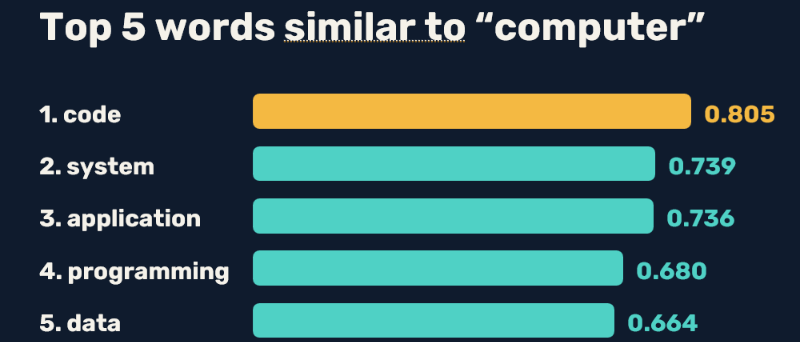 Top 5 words similar to “computer”
1. code 0.805
2. system 0.739
3. application 0.736
4. programming 0.680
5. data 0.664